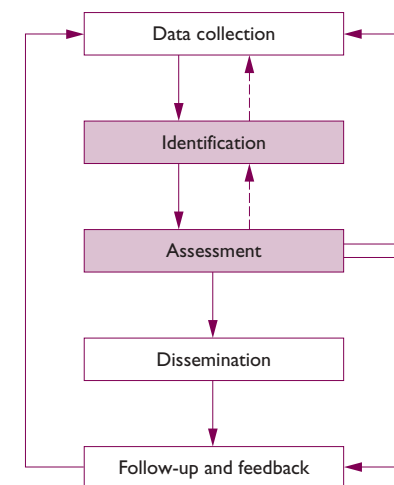 Data collection
Identification
Assessment
Dissemination
Follow-up and feedback